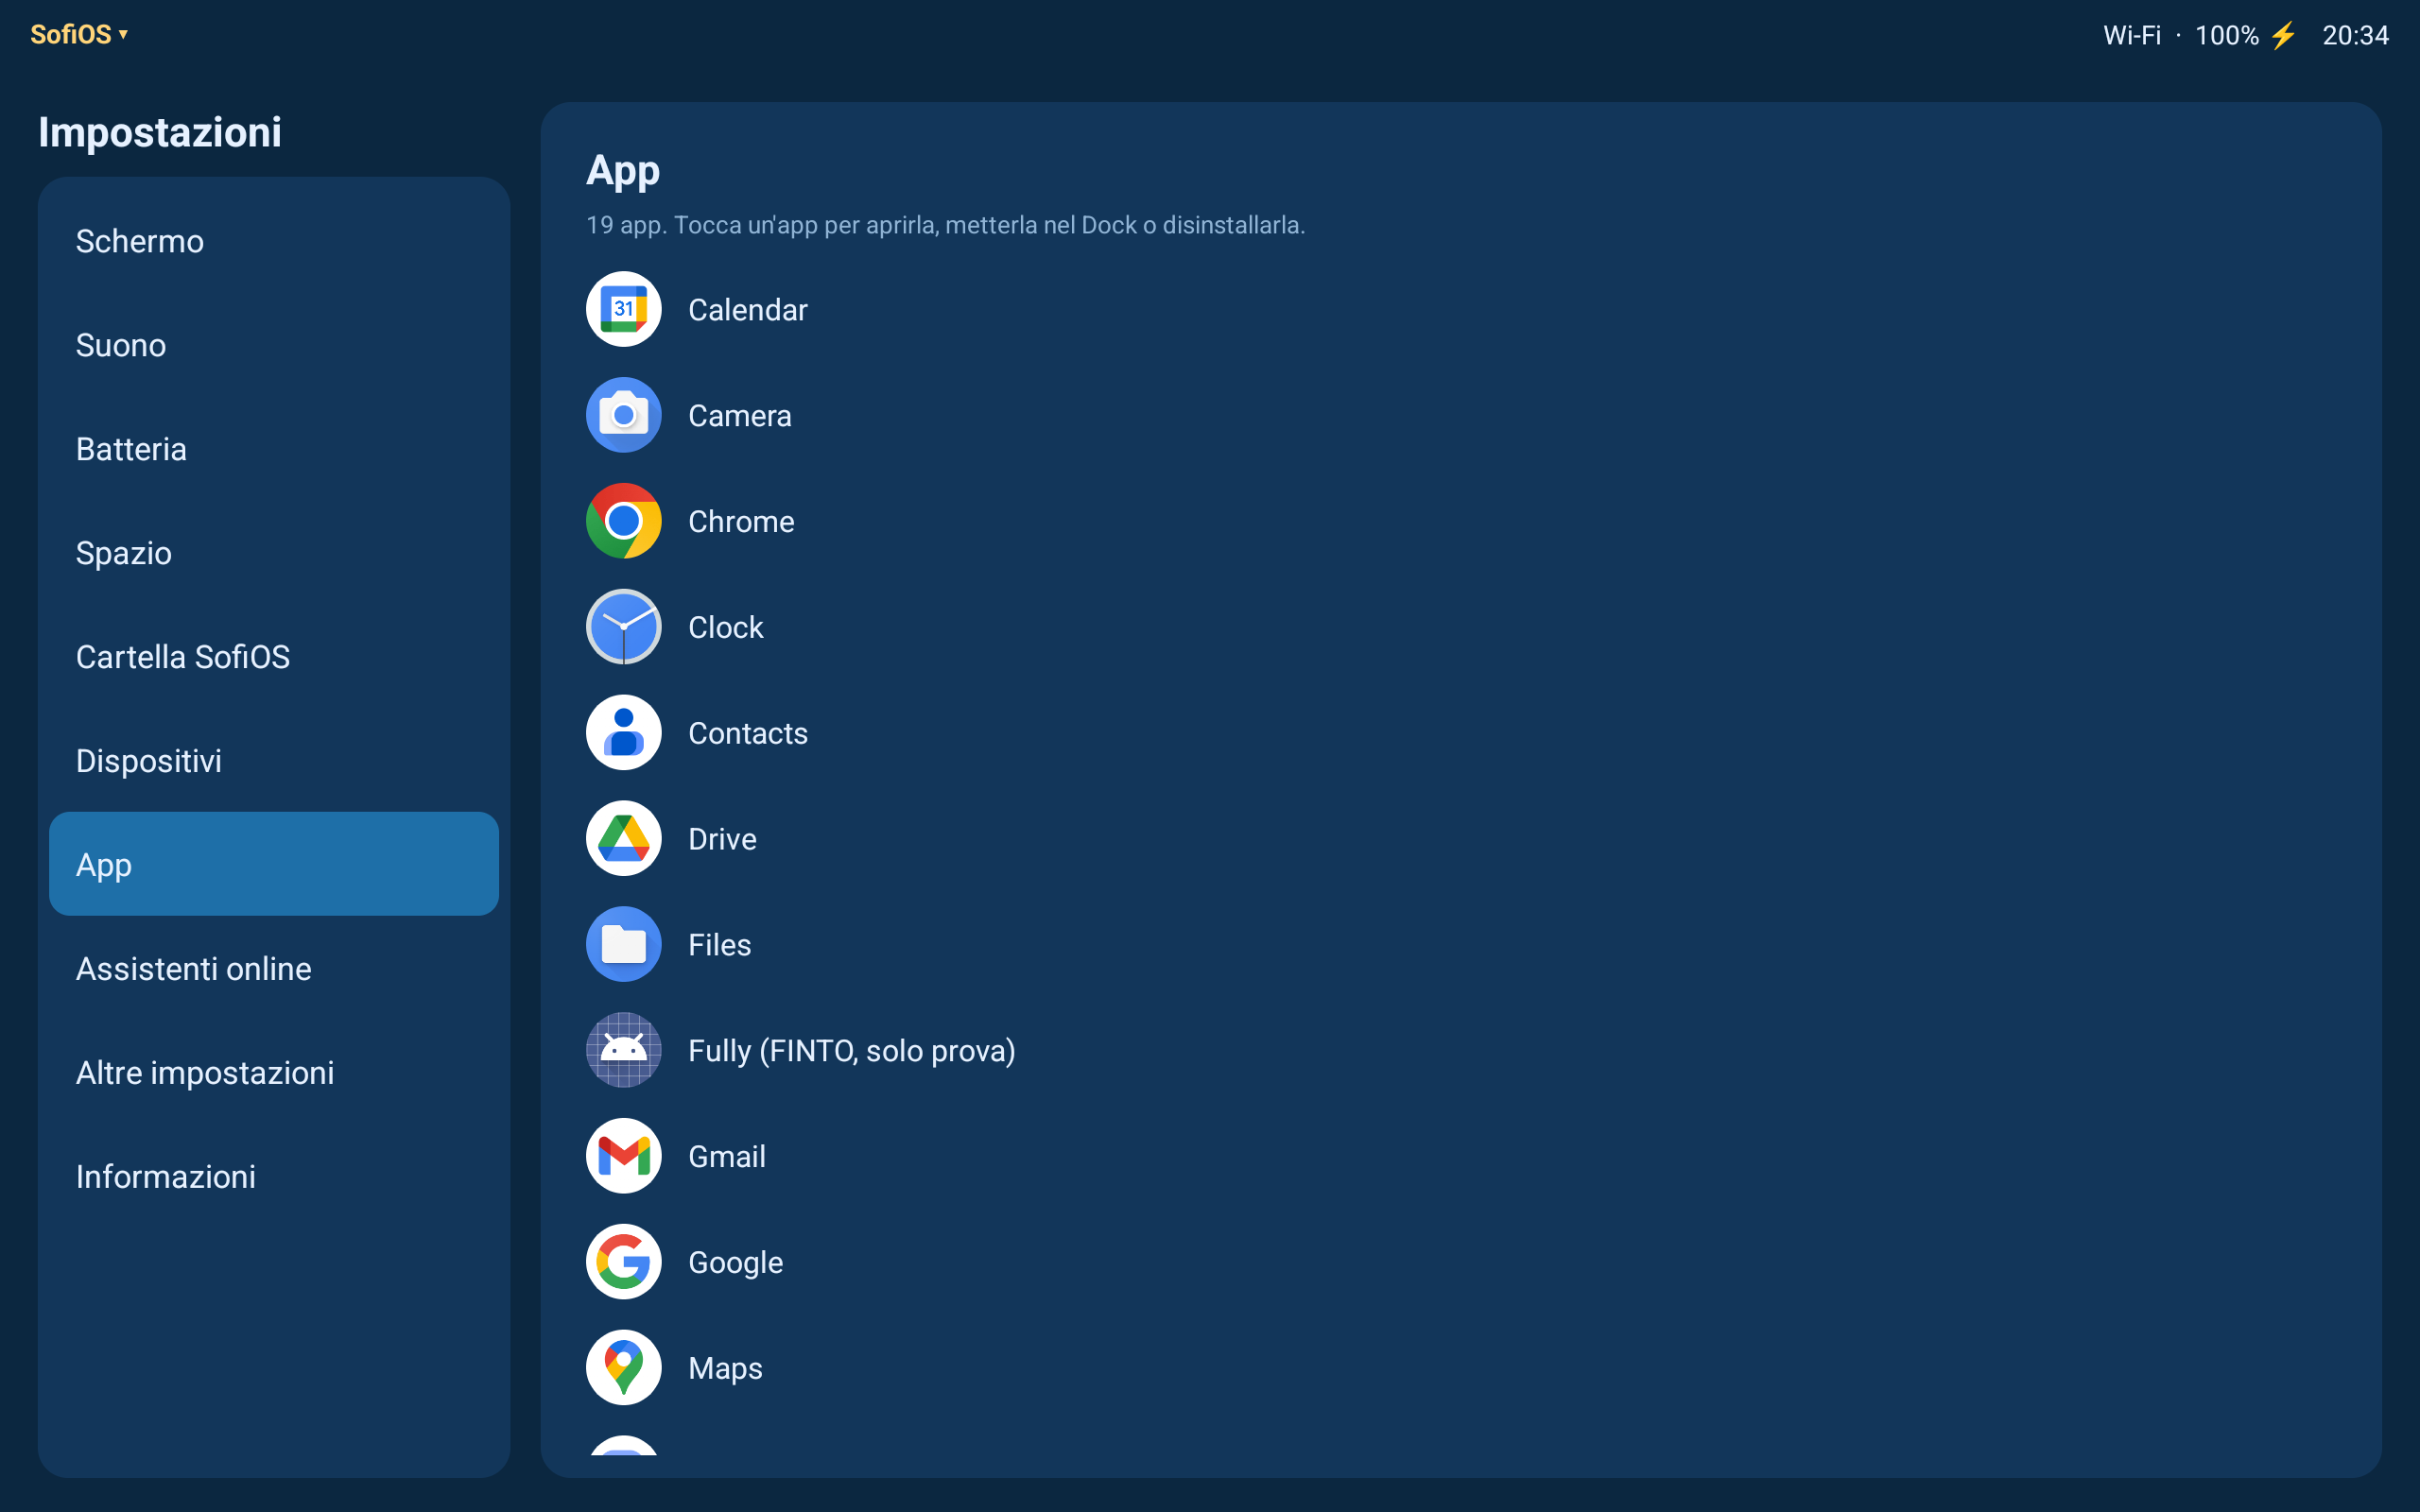 SofiOS ▾
Wi-Fi · 100% ⚡ 20:34
Impostazioni
Schermo
Suono
Batteria
Spazio
Cartella SofiOS
Dispositivi
App
Assistenti online
Altre impostazioni
Informazioni
App
19 app. Tocca un'app per aprirla, metterla nel Dock o disinstallarla.
31
Calendar
Camera
Chrome
Clock
Contacts
Drive
Files
Fully (FINTO, solo prova)
Gmail
Google
Maps